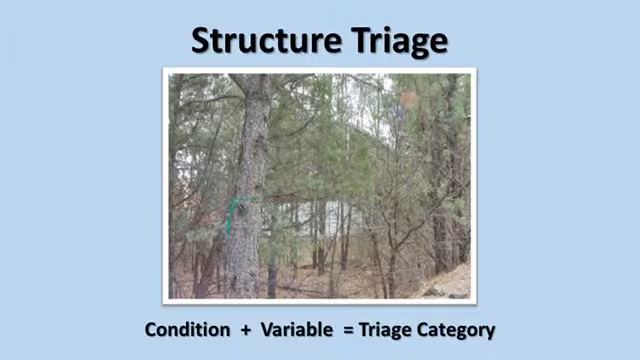 Structure Triage
Condition + Variable = Triage Category